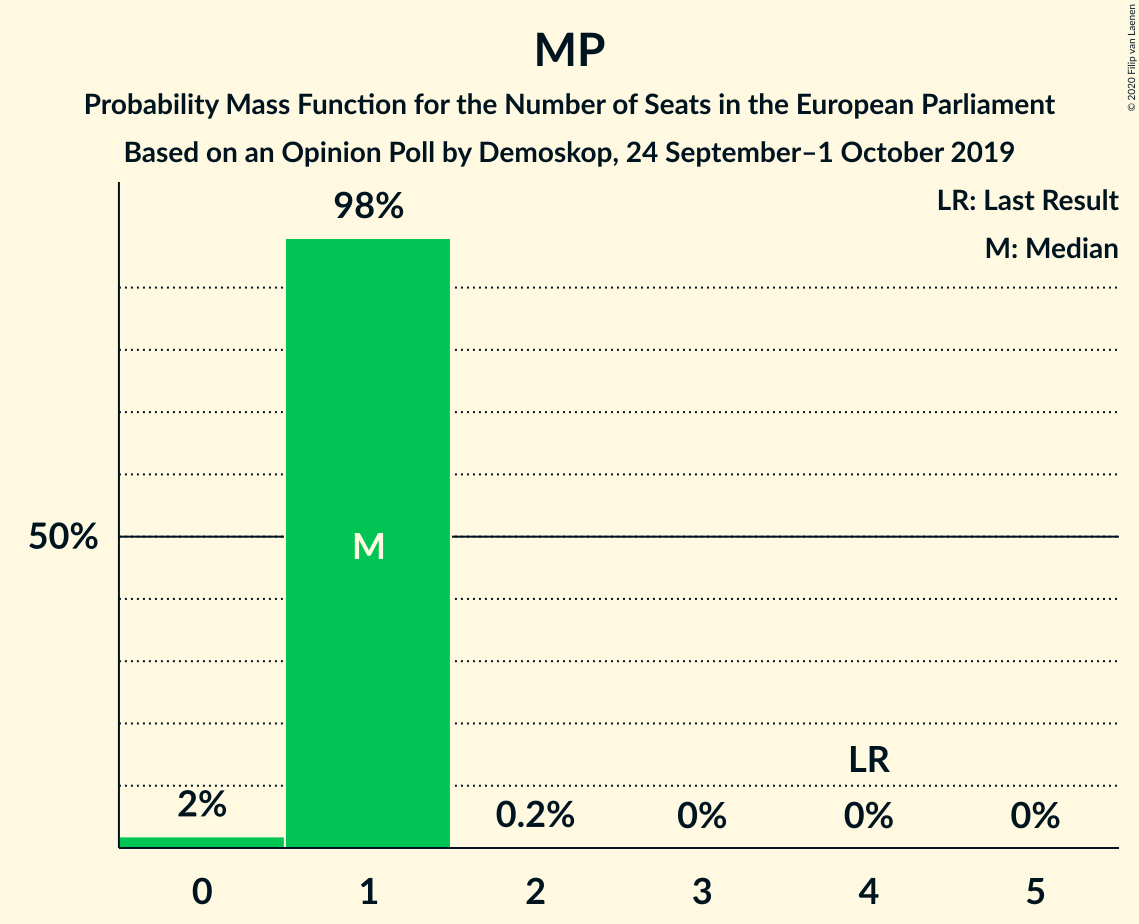 MP
Probability Mass Function for the Number of Seats in the European Parliament
Based on an Opinion Poll by Demoskop, 24 September–1 October 2019
© 2020 Filip van Laenen
LR: Last Result
M: Median
98%
50%
M
LR
2%
0.2%
0%
0%
0%
0
1
2
3
4
5